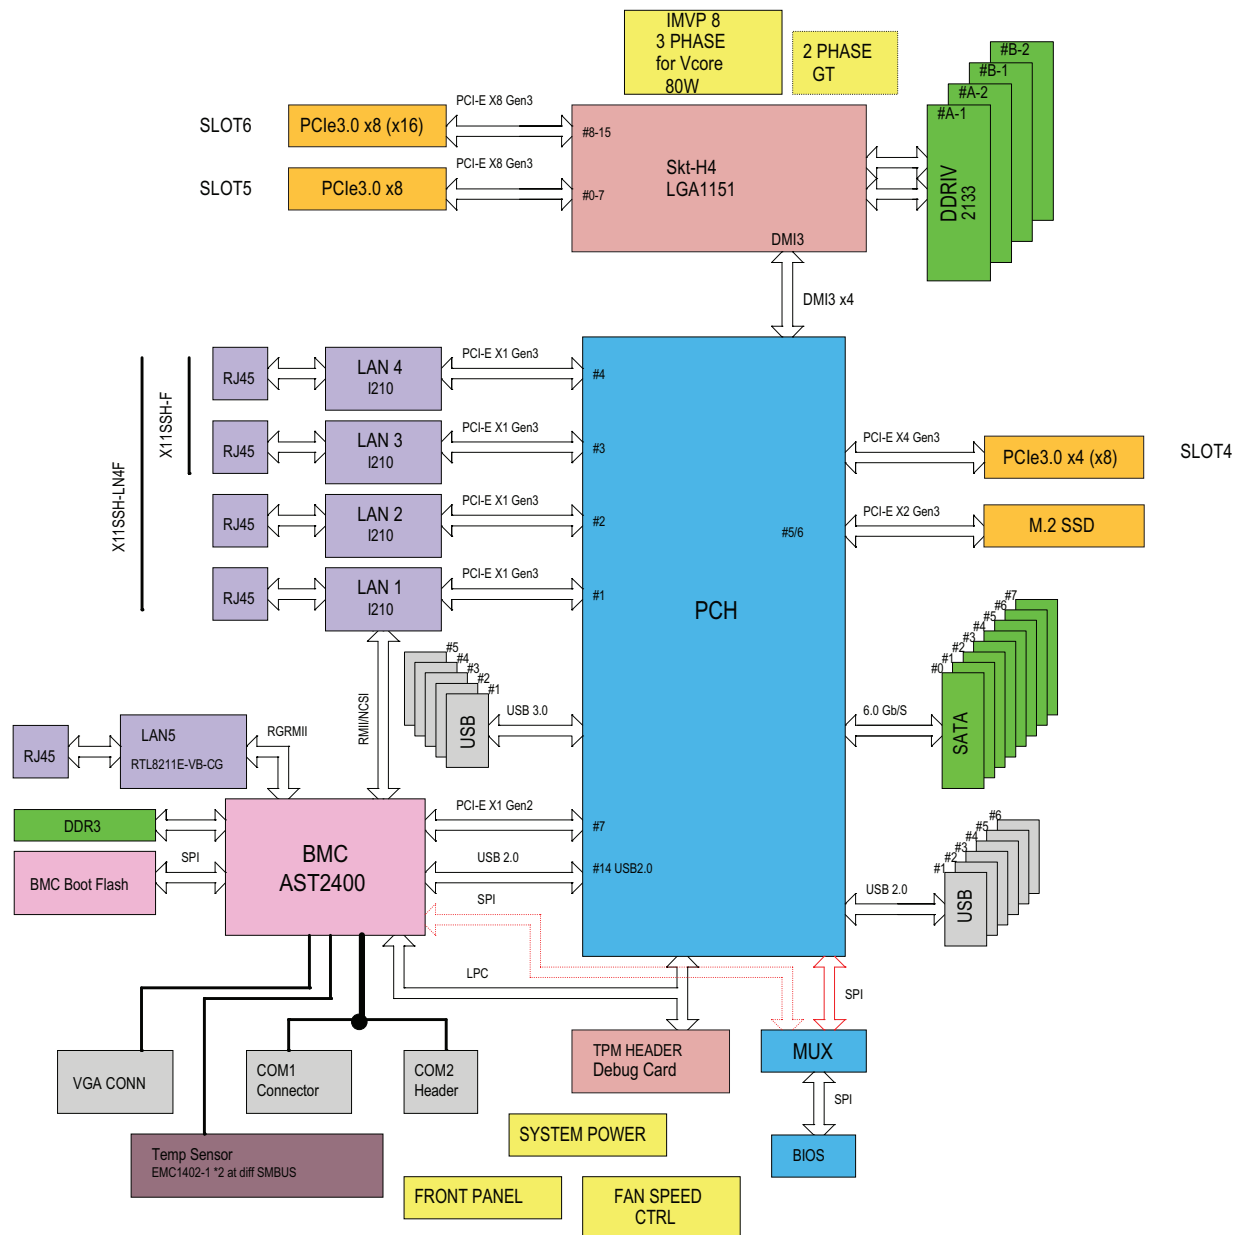 IMVP 8
3 PHASE
for Vcore
80W
2 PHASE
GT
#B-2
#B-1
#A-2
#A-1
DDRIV
2133
SLOT6
PCIe3.0 x8 (x16)
PCI-E X8 Gen3
#8-15
SLOT5
PCIe3.0 x8
PCI-E X8 Gen3
#0-7
Skt-H4
LGA1151
DMI3
DMI3 x4
X11SSH-F
X11SSH-LN4F
RJ45
LAN 4
I210
PCI-E X1 Gen3
#4
RJ45
LAN 3
I210
PCI-E X1 Gen3
#3
RJ45
LAN 2
I210
PCI-E X1 Gen3
#2
RJ45
LAN 1
I210
PCI-E X1 Gen3
#1
PCH
PCI-E X4 Gen3
PCIe3.0 x4 (x8)
SLOT4
PCI-E X2 Gen3
#5/6
M.2 SSD
#7
#6
#5
#4
#3
#2
#1
#0
SATA
6.0 Gb/S
#5
#4
#3
#2
#1
USB
USB 3.0
RMII/NCSI
RJ45
LAN5
RTL8211E-VB-CG
RGRMII
DDR3
BMC Boot Flash
SPI
BMC
AST2400
PCI-E X1 Gen2
#7
USB 2.0
#14 USB2.0
SPI
LPC
#6
#5
#4
#3
#2
#1
USB
USB 2.0
SPI
VGA CONN
COM1
Connector
COM2
Header
TPM HEADER
Debug Card
MUX
SPI
BIOS
Temp Sensor
EMC1402-1 *2 at diff SMBUS
SYSTEM POWER
FRONT PANEL
FAN SPEED
CTRL